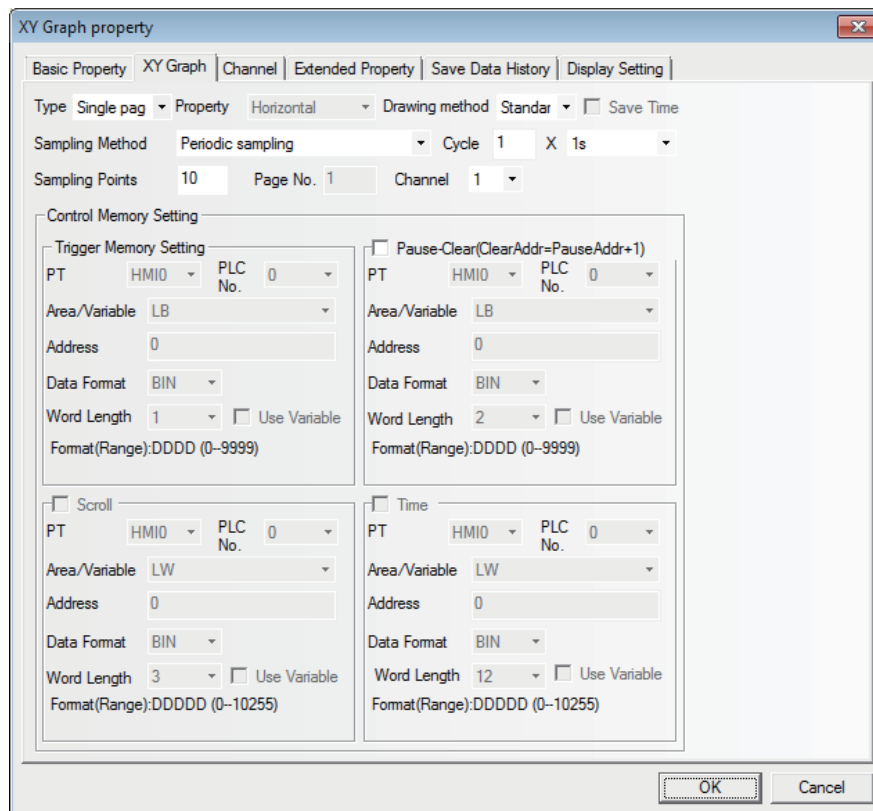 XY Graph property
Basic Property XY Graph Channel Extended Property Save Data History Display Setting
Type Single pag Property Horizontal Drawing method Standar Save Time
Sampling Method Periodic sampling Cycle 1 X 1s
Sampling Points 10 Page No. 1 Channel 1
Control Memory Setting
Trigger Memory Setting
PT HMI0 PLC No. 0
Area/Variable LB
Address 0
Data Format BIN
Word Length 1 Use Variable
Format(Range):DDDD (0--9999)
Pause-Clear(ClearAddr=PauseAddr+1)
PT HMI0 PLC No. 0
Area/Variable LB
Address 0
Data Format BIN
Word Length 2 Use Variable
Format(Range):DDDD (0--9999)
Scroll
PT HMI0 PLC No. 0
Area/Variable LW
Address 0
Data Format BIN
Word Length 3 Use Variable
Format(Range):DDDDD (0--10255)
Time
PT HMI0 PLC No. 0
Area/Variable LW
Address 0
Data Format BIN
Word Length 12 Use Variable
Format(Range):DDDDD (0--10255)
OK Cancel